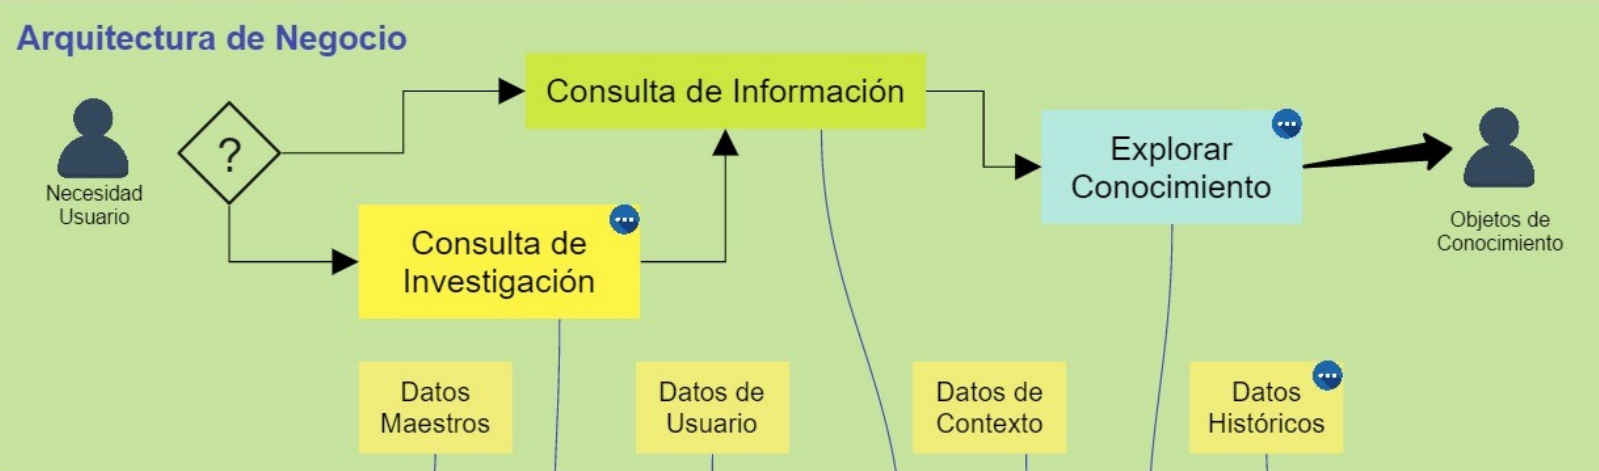 Arquitectura de Negocio
Necesidad
Usuario
?
Consulta de Información
Consulta de
Investigación
Explorar
Conocimiento
Objetos de
Conocimiento
Datos
Maestros
Datos de
Usuario
Datos de
Contexto
Datos
Históricos